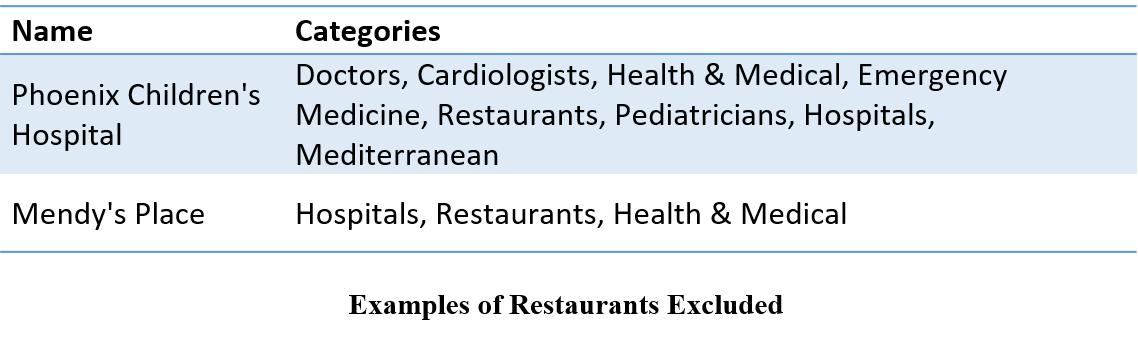 Name Categories
Phoenix Children's Hospital
Doctors, Cardiologists, Health & Medical, Emergency
Medicine, Restaurants, Pediatricians, Hospitals,
Mediterranean
Mendy's Place Hospitals, Restaurants, Health & Medical
Examples of Restaurants Excluded